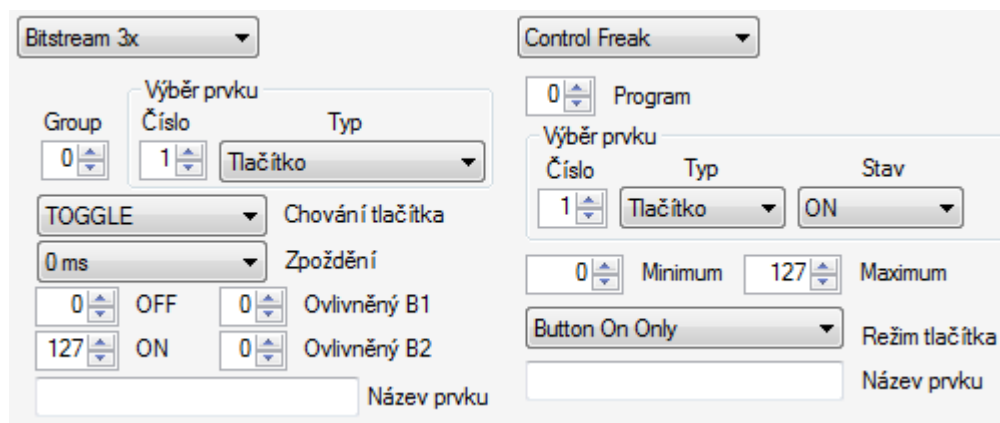 Bitstream 3x
Výběr prvku
Group Číslo Typ
0 1 Tlačítko
TOGGLE Chování tlačítka
0 ms Zpoždění
0 OFF 0 Ovlivněný B1
127 ON 0 Ovlivněný B2
Název prvku
Control Freak
0 Program
Výběr prvku
Číslo Typ Stav
1 Tlačítko ON
0 Minimum 127 Maximum
Button On Only Režim tlačítka
Název prvku